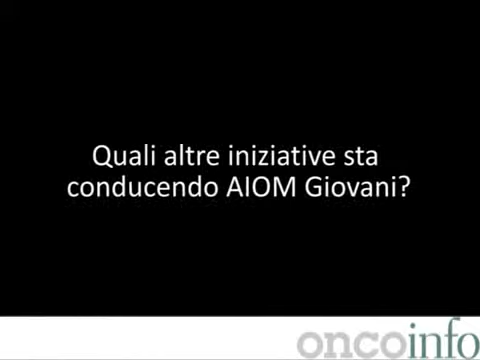 Quali altre iniziative sta
conducendo AIOM Giovani?
oncoinfo